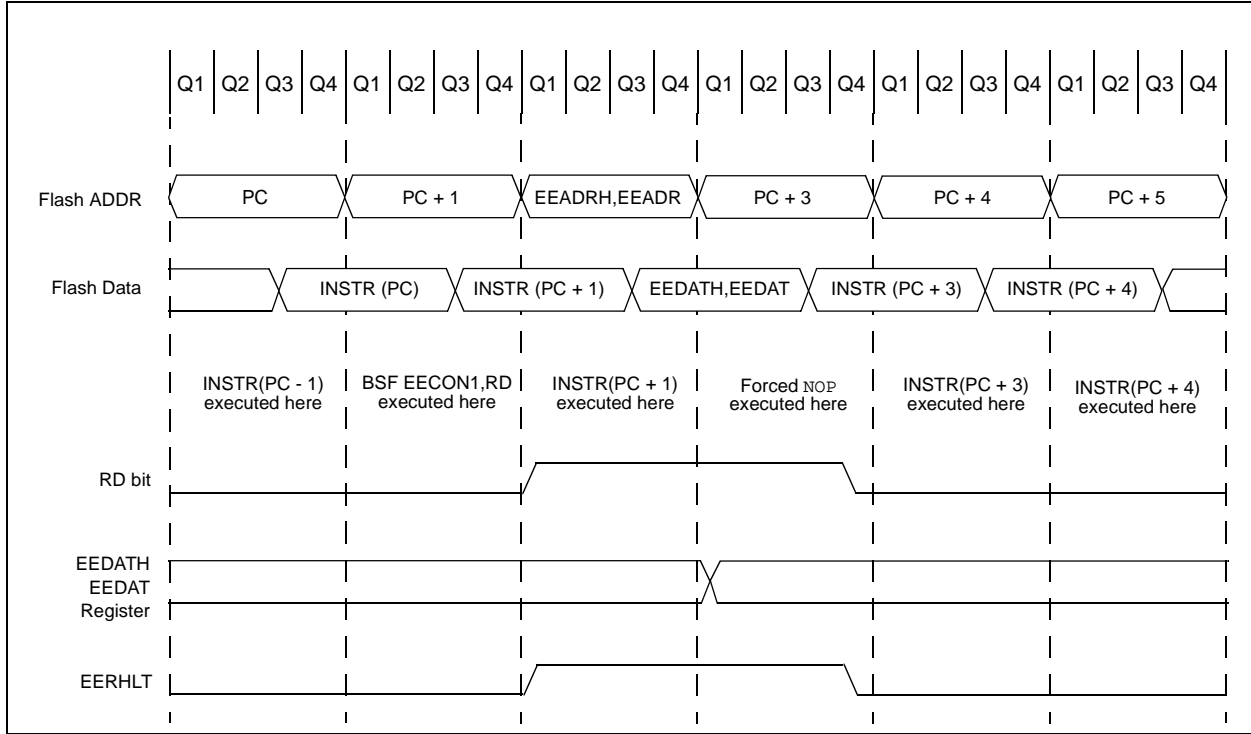 Q1 Q2 Q3 Q4 Q1 Q2 Q3 Q4 Q1 Q2 Q3 Q4 Q1 Q2 Q3 Q4 Q1 Q2 Q3 Q4 Q1 Q2 Q3 Q4
Flash ADDR PC PC + 1 EEADRH,EEADR PC + 3 PC + 4 PC + 5
Flash Data INSTR (PC) INSTR (PC + 1) EEDATH,EEDAT INSTR (PC + 3) INSTR (PC + 4)
INSTR(PC - 1) BSF EECON1,RD INSTR(PC + 1) Forced NOP INSTR(PC + 3) INSTR(PC + 4)
executed here executed here executed here executed here executed here executed here
RD bit
EEDATH
EEDAT
Register
EERHLT